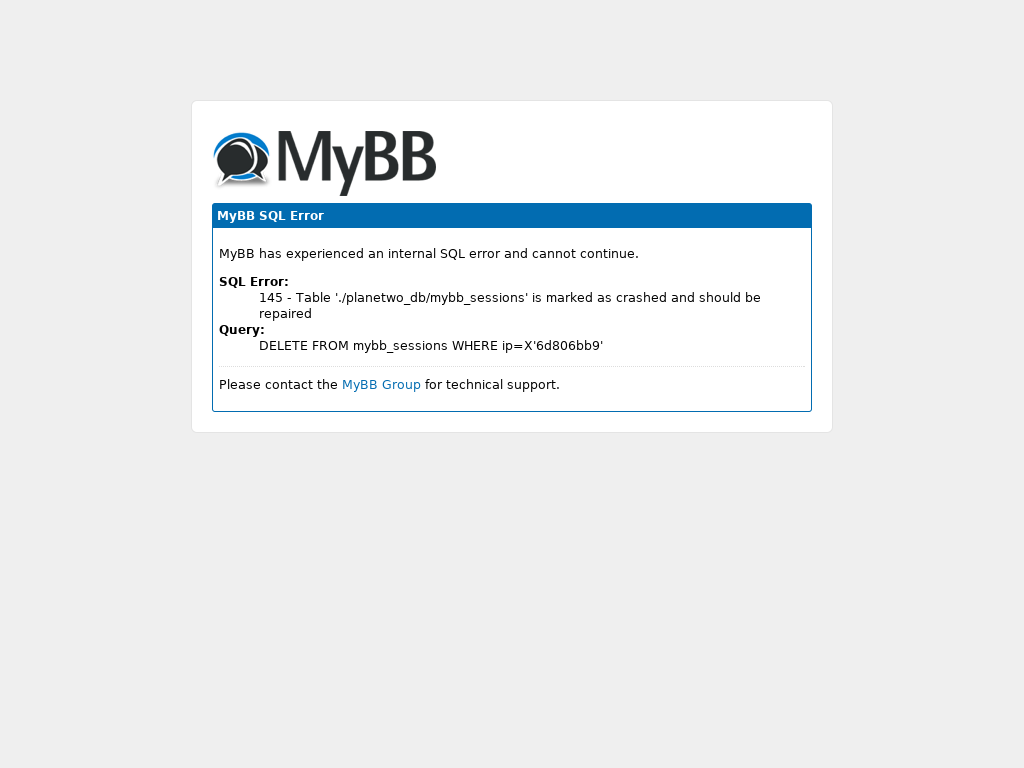 MyBB
MyBB SQL Error
MyBB has experienced an internal SQL error and cannot continue.
SQL Error:
145 - Table './planetwo_db/mybb_sessions' is marked as crashed and should be
repaired
Query:
DELETE FROM mybb_sessions WHERE ip=X'6d806bb9'
Please contact the MyBB Group for technical support.